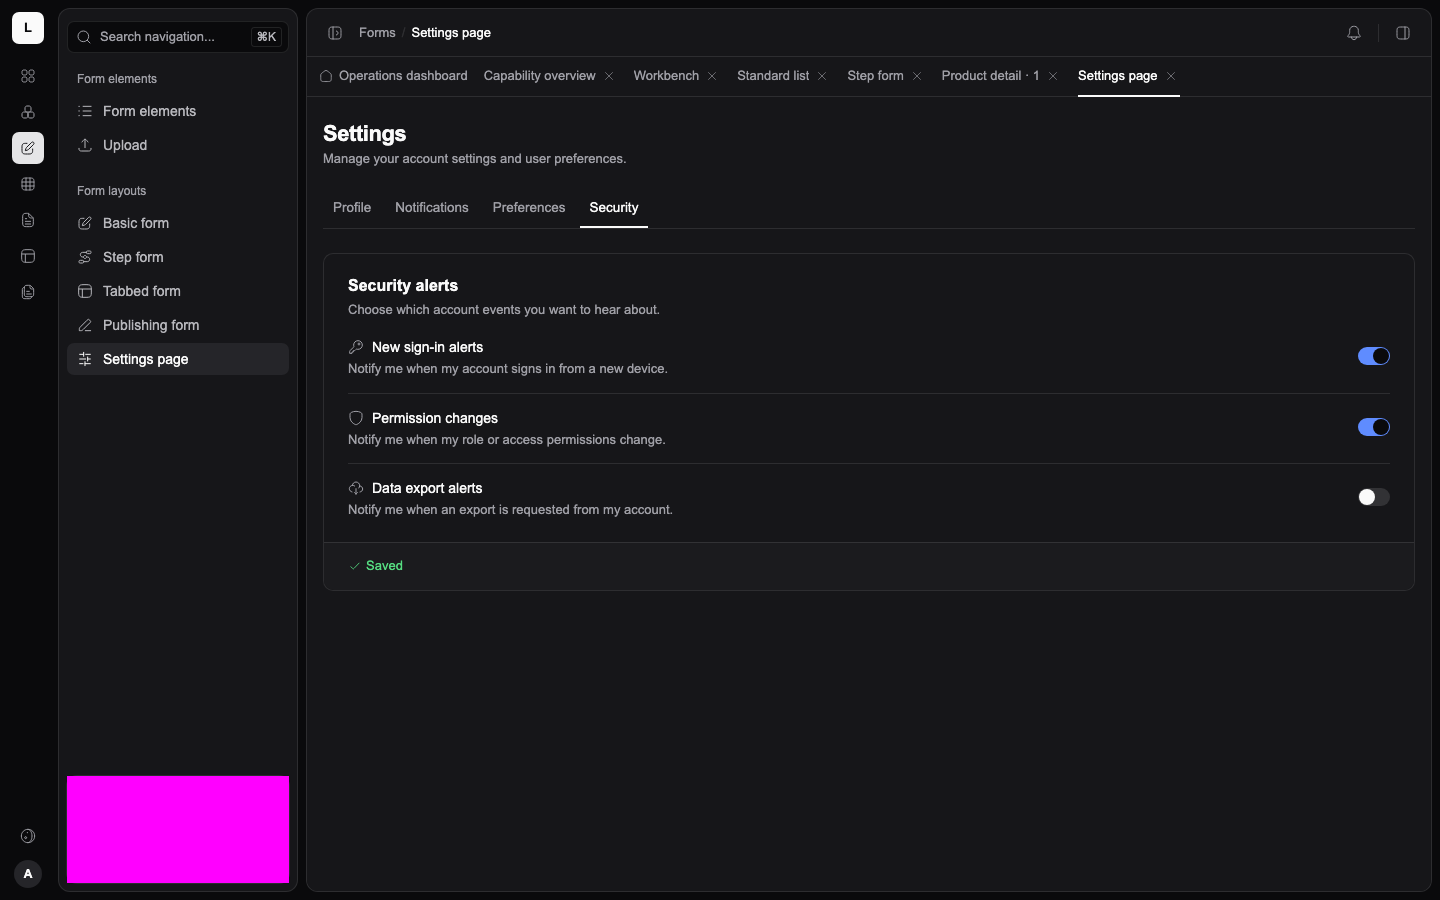 L
Search navigation...
⌘K
Form elements
Form elements
Upload
Form layouts
Basic form
Step form
Tabbed form
Publishing form
Settings page
A
Forms / Settings page
Operations dashboard
Capability overview
Workbench
Standard list
Step form
Product detail · 1
Settings page
Settings
Manage your account settings and user preferences.
Profile
Notifications
Preferences
Security
Security alerts
Choose which account events you want to hear about.
New sign-in alerts
Notify me when my account signs in from a new device.
Permission changes
Notify me when my role or access permissions change.
Data export alerts
Notify me when an export is requested from my account.
Saved